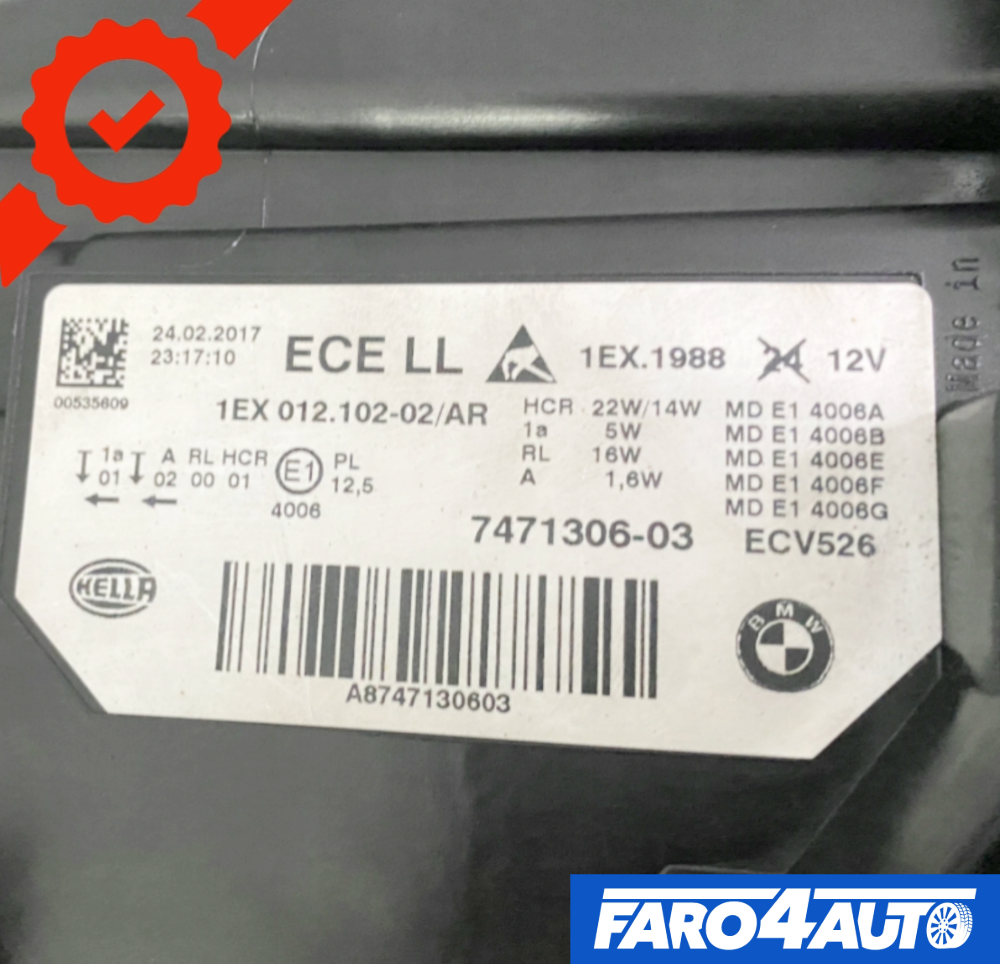 24.02.2017
23:17:10
ECE LL
1EX.1988
24 12V
00535609
1EX 012.102-02/AR
HCR 22W/14W MD E1 4006A
1a 5W MD E1 4006B
RL 16W MD E1 4006E
A 1,6W MD E1 4006F
MD E1 4006G
1a A RL HCR E1 PL
01 02 00 01 12,5
4006
7471306-03
ECV526
HELLA
BMW
A8747130603
Made in
FARO4AUTO